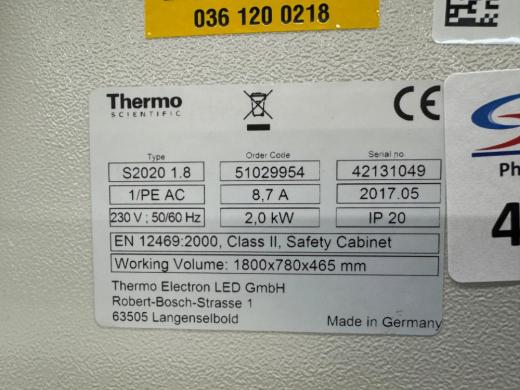 036 120 0218
Thermo
SCIENTIFIC
CE
Type Order Code Serial no
S2020 1.8 51029954 42131049
1/PE AC 8,7 A 2017.05
230 V ; 50/60 Hz 2,0 kW IP 20
EN 12469:2000, Class II, Safety Cabinet
Working Volume: 1800x780x465 mm
Thermo Electron LED GmbH
Robert-Bosch-Strasse 1
63505 Langenselbold
Made in Germany
Ph
4